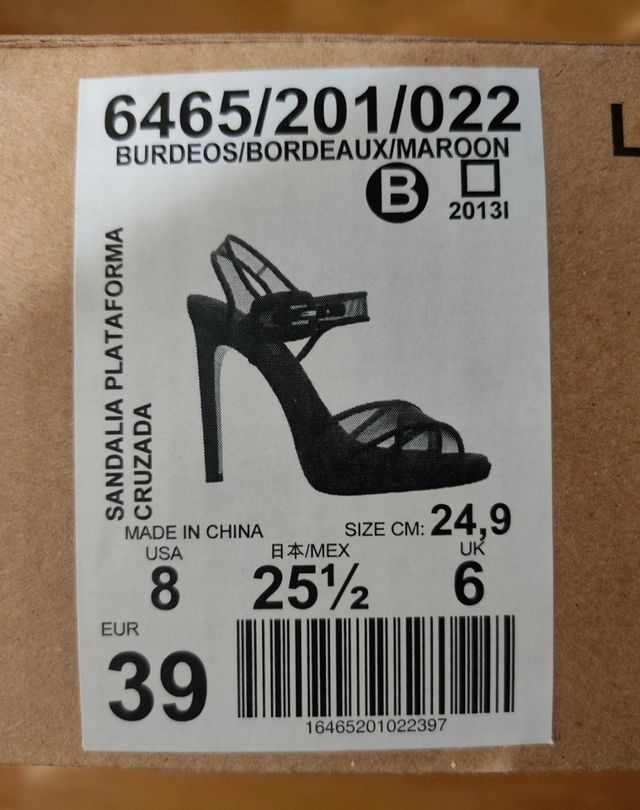 6465/201/022
BURDEOS/BORDEAUX/MAROON
B
2013I
SANDALIA PLATAFORMA
CRUZADA
MADE IN CHINA
SIZE CM: 24,9
USA
8
日本/MEX
25½
UK
6
EUR
39
16465201022397
L